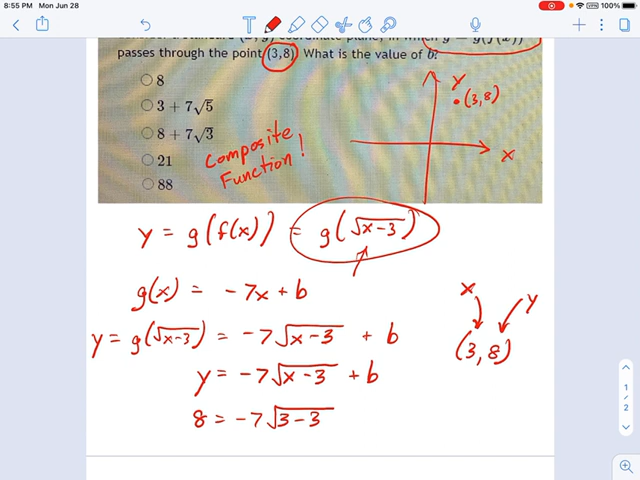 8:55 PM Mon Jun 28
77%
passes through the point (3,8) What is the value of b?
8
3 + 7√5
8 + 7√3
21
88
Composite
Function!
y
(3,8)
x
y = g(f(x)) = g(√x-3)
g(x) = -7x + b
y = g(√x-3) = -7√x-3 + b
y = -7√x-3 + b
8 = -7√3-3
x
y
(3,8)
1
2